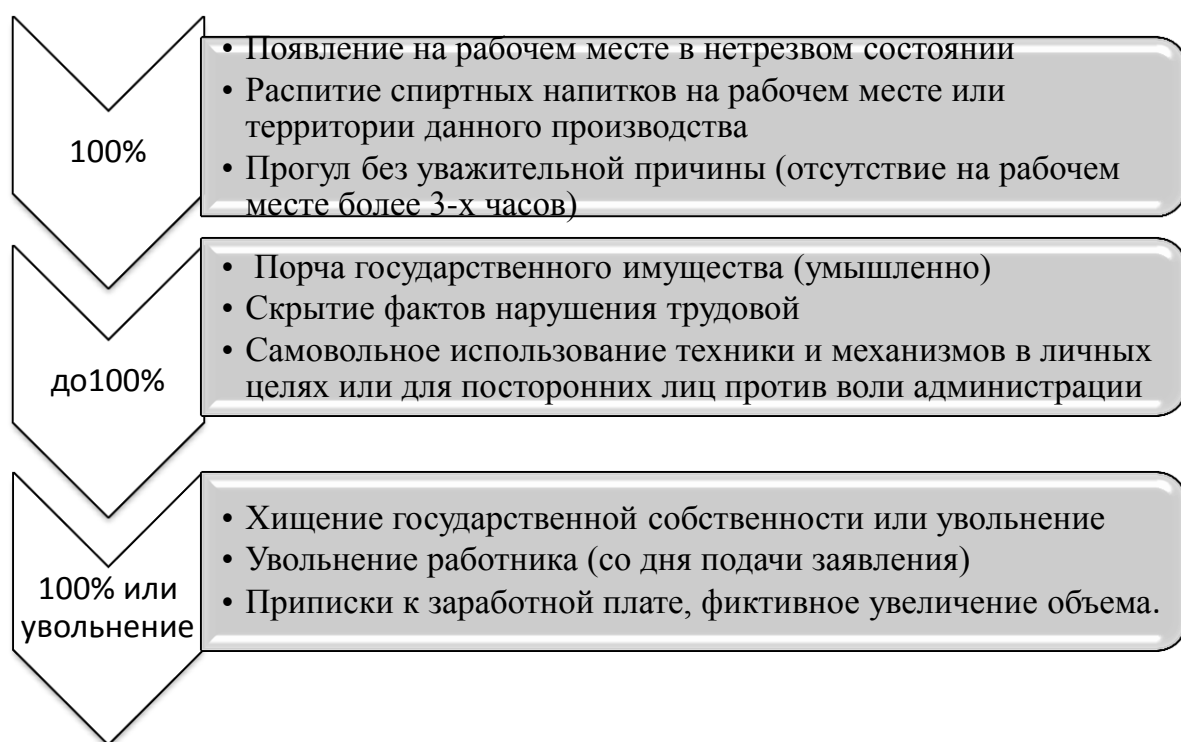 100%
• Появление на рабочем месте в нетрезвом состоянии
• Распитие спиртных напитков на рабочем месте или
территории данного производства
• Прогул без уважительной причины (отсутствие на рабочем
месте более 3-х часов)
до100%
• Порча государственного имущества (умышленно)
• Скрытие фактов нарушения трудовой
• Самовольное использование техники и механизмов в личных
целях или для посторонних лиц против воли администрации
100% или
увольнение
• Хищение государственной собственности или увольнение
• Увольнение работника (со дня подачи заявления)
• Приписки к заработной плате, фиктивное увеличение объема.